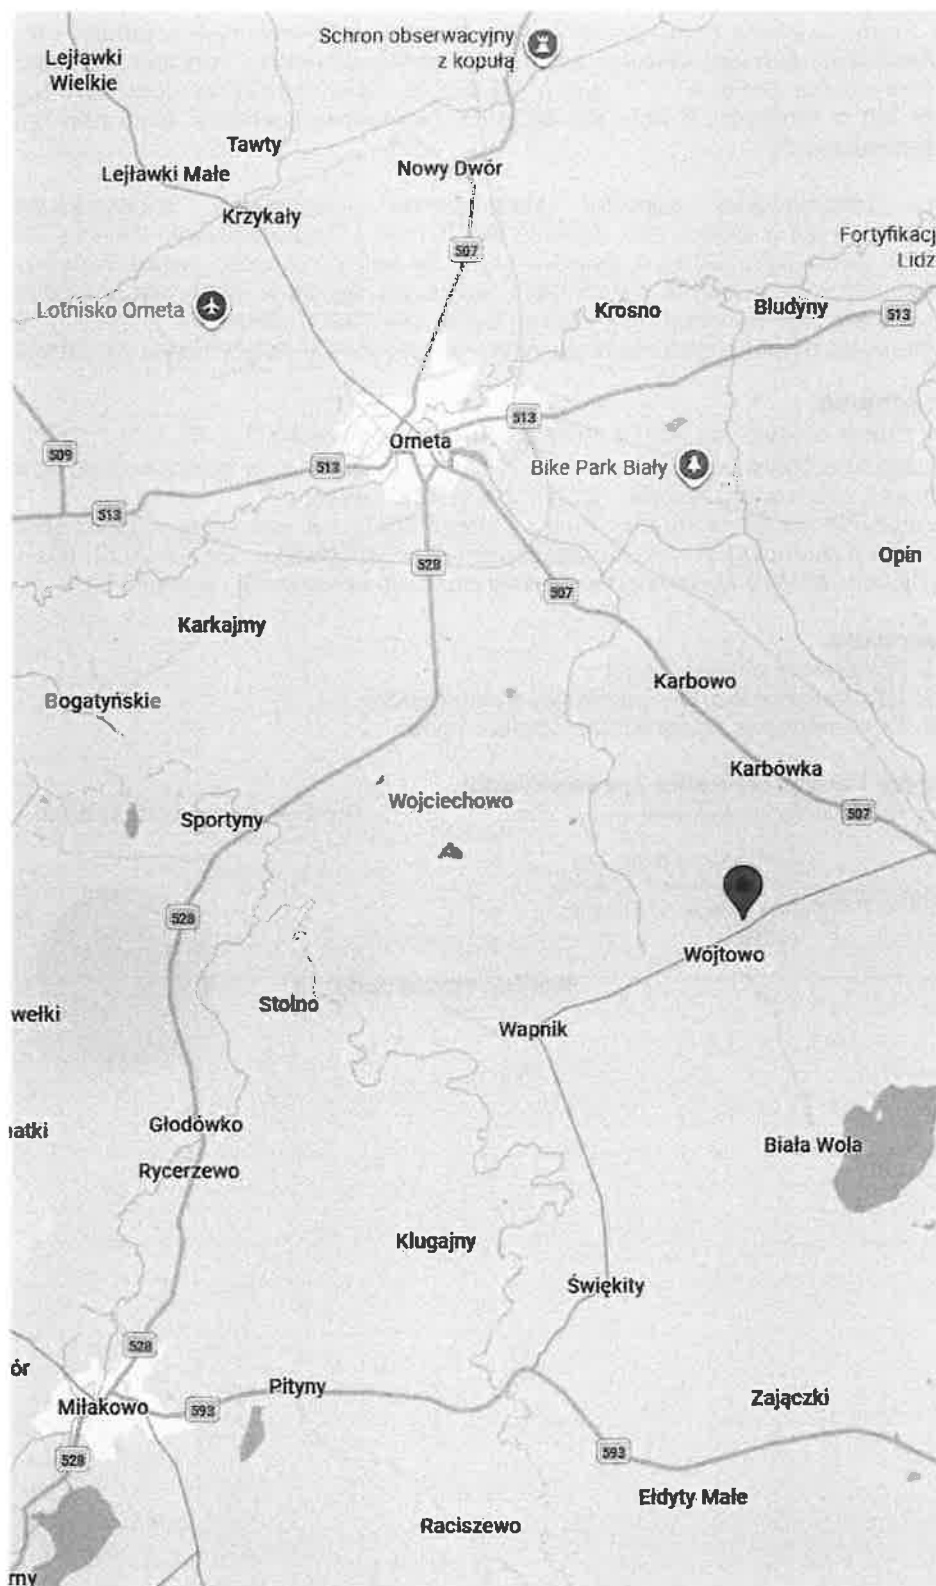 Schron obserwacyjny
z kopułą
Lejławki
Wielkie
Tawty
Lejławki Małe
Nowy Dwór
Krzykały
507
Fortyfikacj
Lidz
Lotnisko Orneta
Krosno
Błudyny
513
513
Orneta
509
513
Bike Park Biały
513
Opin
528
507
Karkajmy
Karbowo
Bogatyńskie
Karbówka
Wojciechowo
507
Sportyny
528
Wójtowo
Stolno
wełki
Wapnik
Głodówko
natki
Biała Wola
Rycerzewo
Klugajny
Świękity
528
ór
Pityny
Miłakowo
593
Zajączki
528
593
Ełdyty Małe
Raciszewo
rny